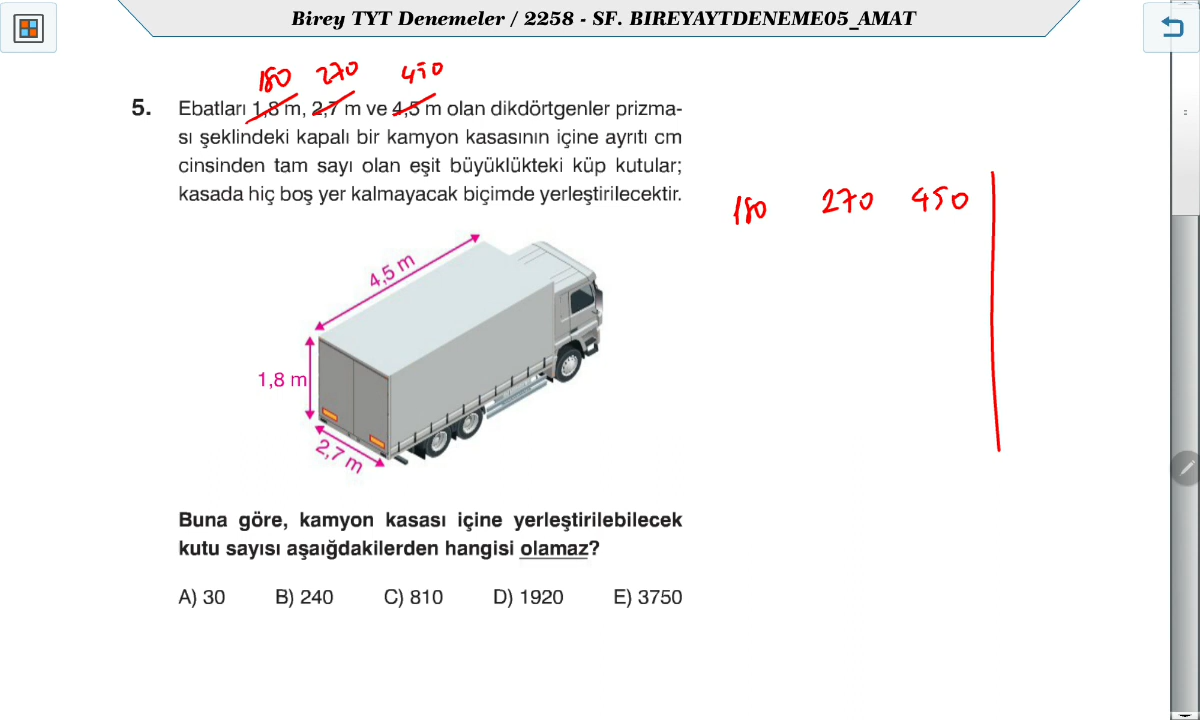 Birey TYT Denemeler / 2258 - SF. BIREYAYTDENEME05_AMAT
180 270 450
5. Ebatları 1,8 m, 2,7 m ve 4,5 m olan dikdörtgenler prizma-
sı şeklindeki kapalı bir kamyon kasasının içine ayrıtı cm
cinsinden tam sayı olan eşit büyüklükteki küp kutular;
kasada hiç boş yer kalmayacak biçimde yerleştirilecektir.
180 270 450
4,5 m
1,8 m
2,7 m
Buna göre, kamyon kasası içine yerleştirilebilecek
kutu sayısı aşaığdakilerden hangisi olamaz?
A) 30 B) 240 C) 810 D) 1920 E) 3750